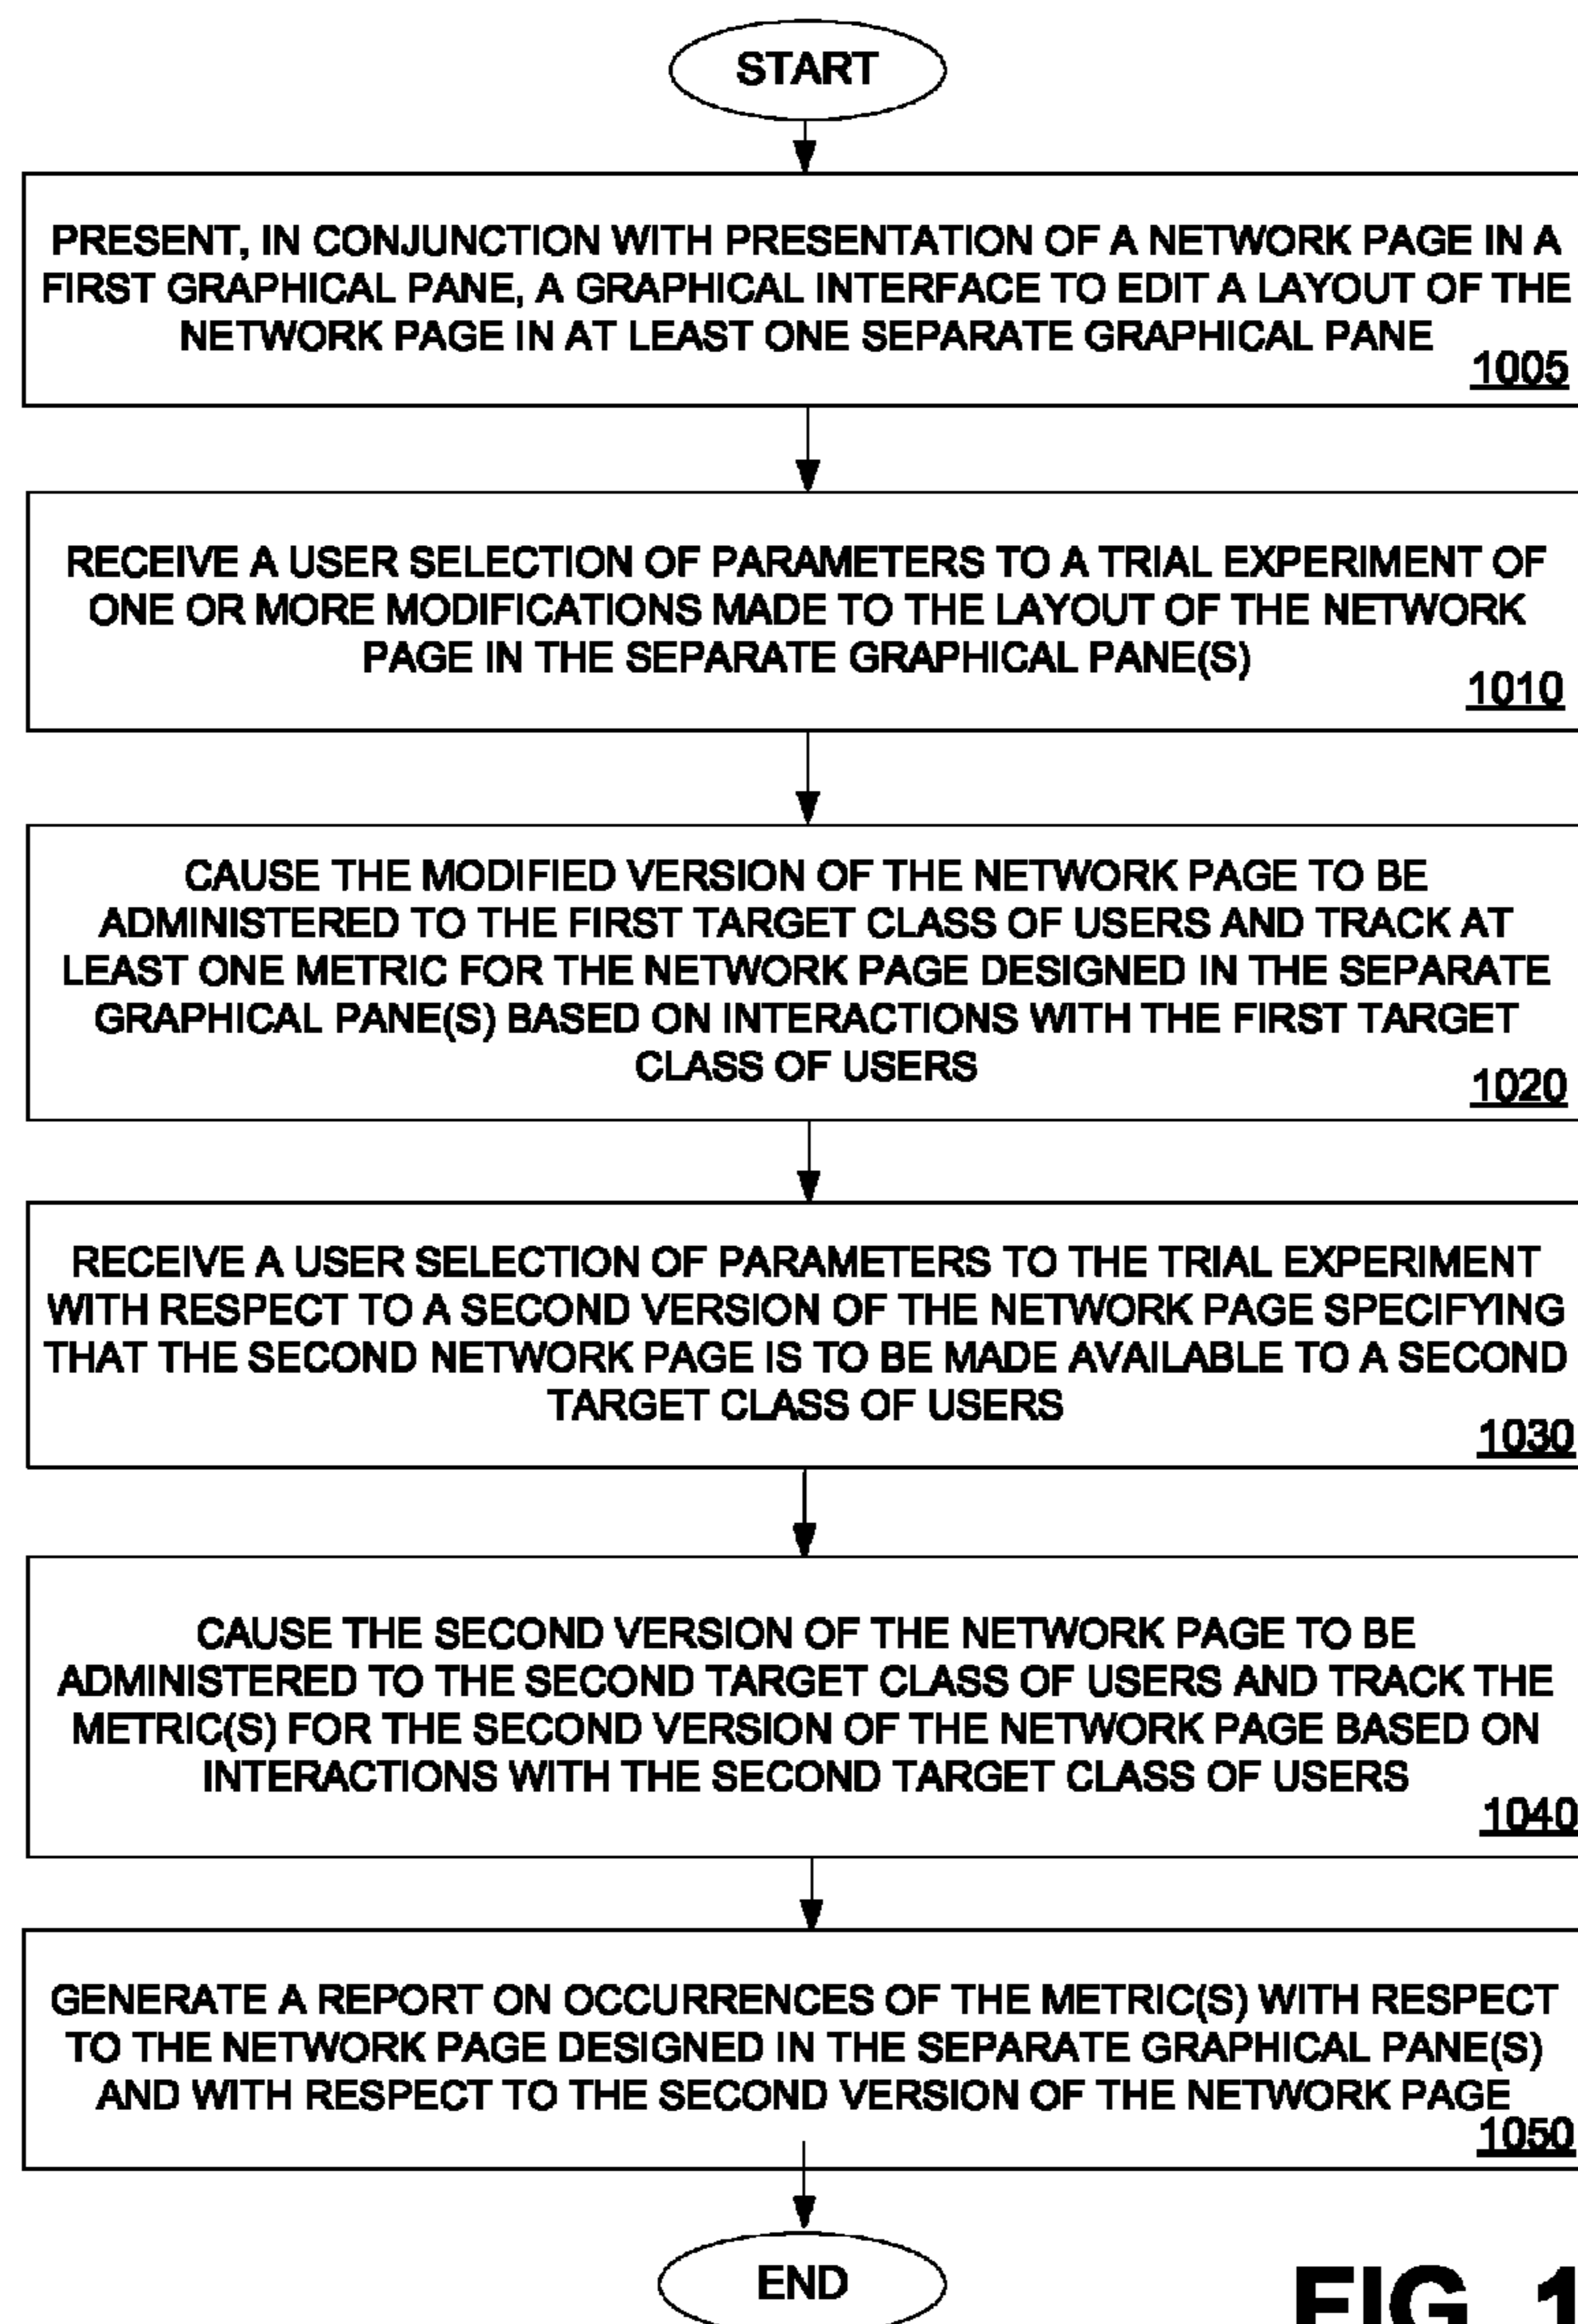 START
PRESENT, IN CONJUNCTION WITH PRESENTATION OF A NETWORK PAGE IN A
FIRST GRAPHICAL PANE, A GRAPHICAL INTERFACE TO EDIT A LAYOUT OF THE
NETWORK PAGE IN AT LEAST ONE SEPARATE GRAPHICAL PANE
1005
RECEIVE A USER SELECTION OF PARAMETERS TO A TRIAL EXPERIMENT OF
ONE OR MORE MODIFICATIONS MADE TO THE LAYOUT OF THE NETWORK
PAGE IN THE SEPARATE GRAPHICAL PANE(S)
1010
CAUSE THE MODIFIED VERSION OF THE NETWORK PAGE TO BE
ADMINISTERED TO THE FIRST TARGET CLASS OF USERS AND TRACK AT
LEAST ONE METRIC FOR THE NETWORK PAGE DESIGNED IN THE SEPARATE
GRAPHICAL PANE(S) BASED ON INTERACTIONS WITH THE FIRST TARGET
CLASS OF USERS
1020
RECEIVE A USER SELECTION OF PARAMETERS TO THE TRIAL EXPERIMENT
WITH RESPECT TO A SECOND VERSION OF THE NETWORK PAGE SPECIFYING
THAT THE SECOND NETWORK PAGE IS TO BE MADE AVAILABLE TO A SECOND
TARGET CLASS OF USERS
1030
CAUSE THE SECOND VERSION OF THE NETWORK PAGE TO BE
ADMINISTERED TO THE SECOND TARGET CLASS OF USERS AND TRACK THE
METRIC(S) FOR THE SECOND VERSION OF THE NETWORK PAGE BASED ON
INTERACTIONS WITH THE SECOND TARGET CLASS OF USERS
1040
GENERATE A REPORT ON OCCURRENCES OF THE METRIC(S) WITH RESPECT
TO THE NETWORK PAGE DESIGNED IN THE SEPARATE GRAPHICAL PANE(S)
AND WITH RESPECT TO THE SECOND VERSION OF THE NETWORK PAGE
1050
END
FIG. 1